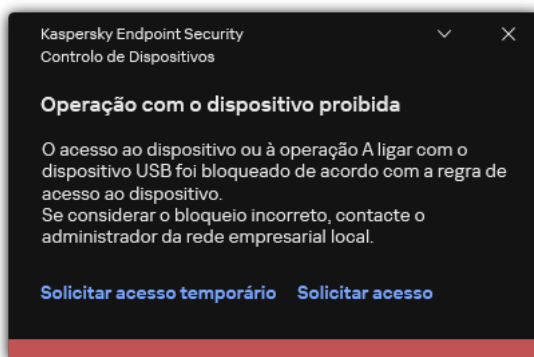 Kaspersky Endpoint Security
Controlo de Dispositivos
Operação com o dispositivo proibida
O acesso ao dispositivo ou à operação A ligar com o
dispositivo USB foi bloqueado de acordo com a regra de
acesso ao dispositivo.
Se considerar o bloqueio incorreto, contacte o
administrador da rede empresarial local.
Solicitar acesso temporário Solicitar acesso